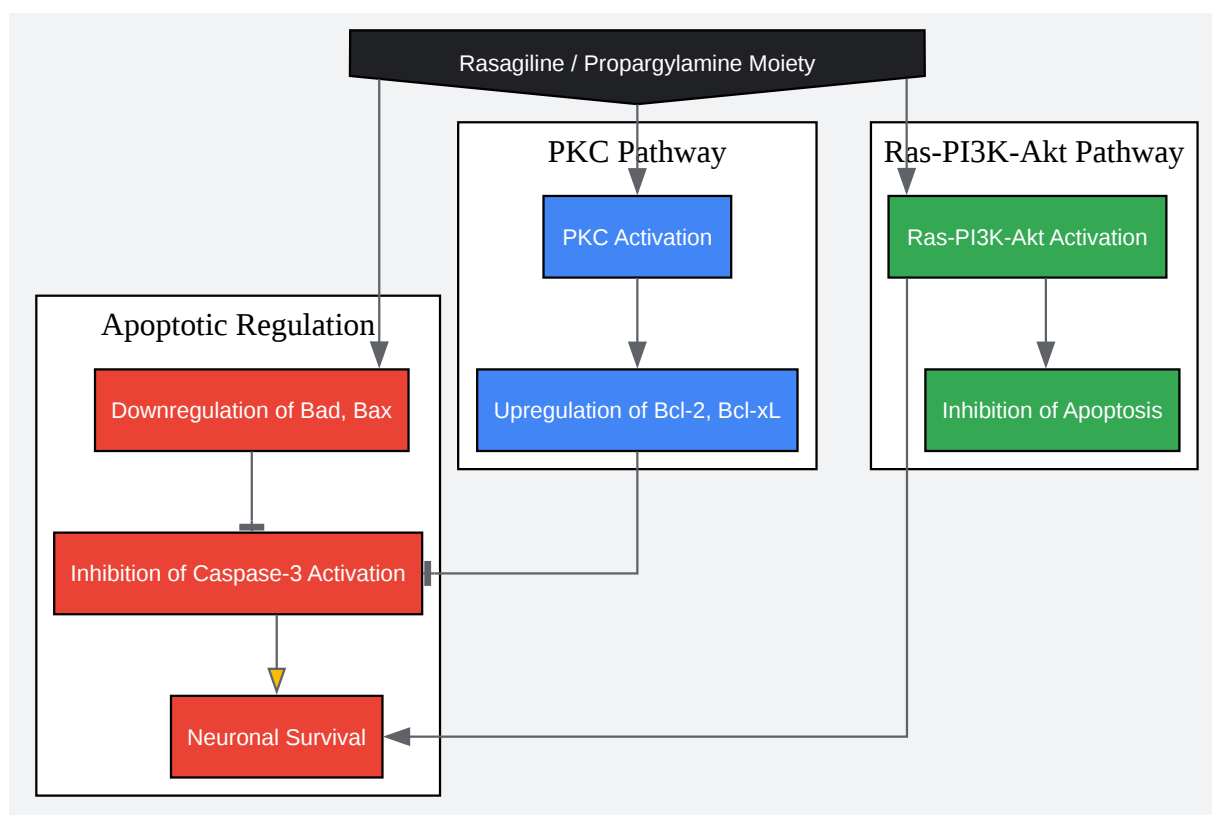 Rasagiline / Propargylamine Moiety
PKC Pathway
Ras-PI3K-Akt Pathway
PKC Activation
Ras-PI3K-Akt Activation
Apoptotic Regulation
Downregulation of Bad, Bax
Upregulation of Bcl-2, Bcl-xL
Inhibition of Apoptosis
Inhibition of Caspase-3 Activation
Neuronal Survival